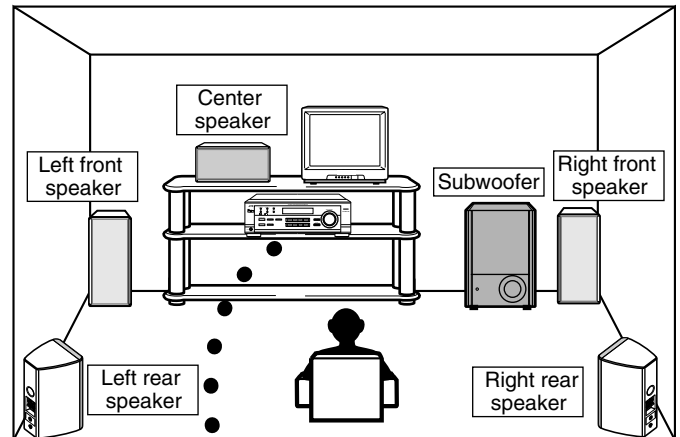 Center
speaker
Left front
speaker
Subwoofer
Right front
speaker
Left rear
speaker
Right rear
speaker